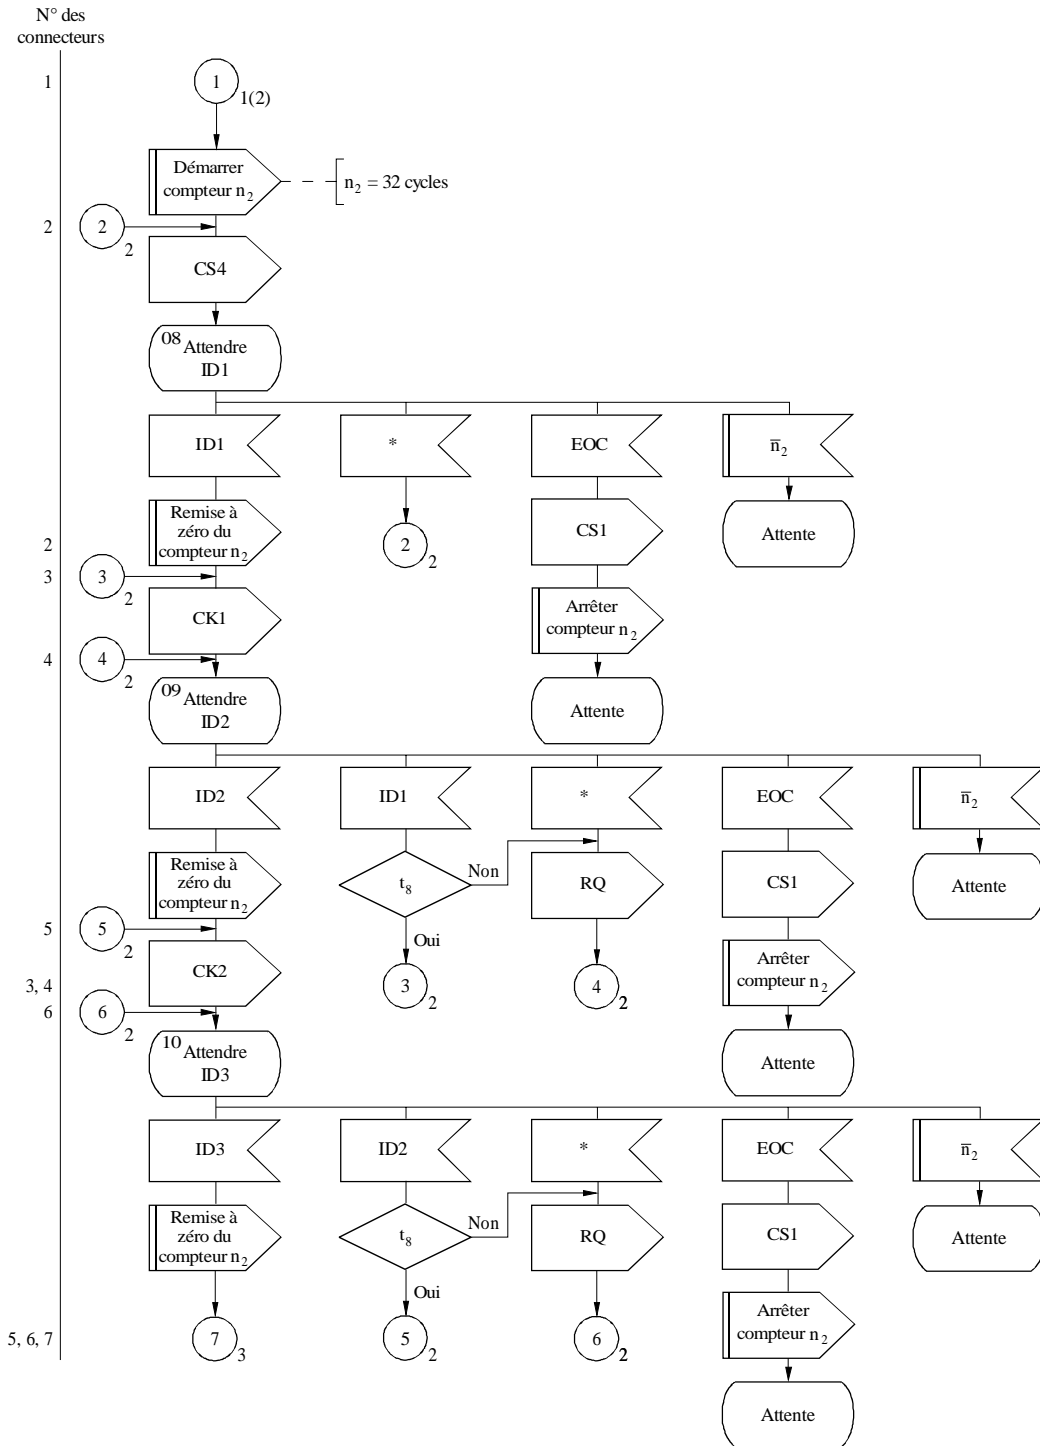 N° des
connecteurs
1
1
1(2)
Démarrer
compteur n2
n2 = 32 cycles
2
2
2
CS4
08
Attendre
ID1
ID1
*
EOC
n̅2
Remise à
zéro du
compteur n2
2
2
2
CS1
Attente
3
3
2
CK1
Arrêter
compteur n2
4
4
2
09
Attendre
ID2
Attente
ID2
ID1
*
EOC
n̅2
Remise à
zéro du
compteur n2
t8
Non
RQ
CS1
Attente
5
5
2
Oui
CK2
3, 4
3
2
4
2
Arrêter
compteur n2
6
6
2
10
Attendre
ID3
Attente
ID3
ID2
*
EOC
n̅2
Remise à
zéro du
compteur n2
t8
Non
RQ
CS1
Attente
Oui
5, 6, 7
7
3
5
2
6
2
Arrêter
compteur n2
Attente